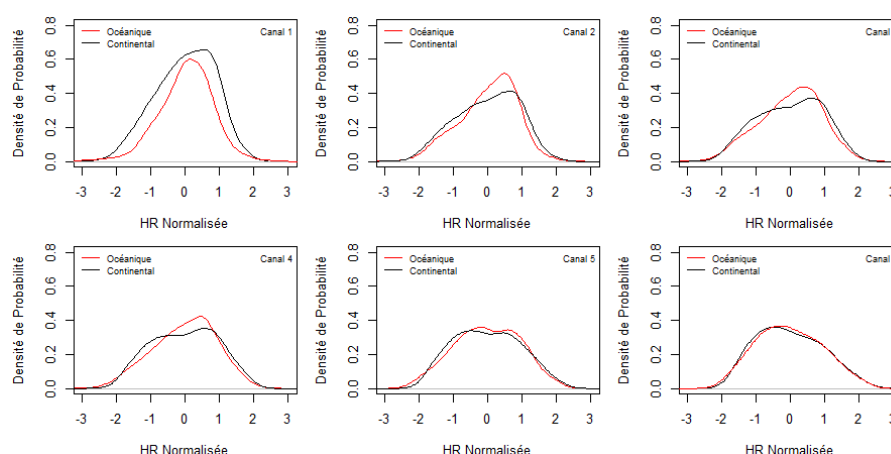 Densité de Probabilité
0.0 0.2 0.4 0.6 0.8
Océanique
Continental
Canal 1
-3 -2 -1 0 1 2 3
HR Normalisée
Densité de Probabilité
0.0 0.2 0.4 0.6 0.8
Océanique
Continental
Canal 2
-3 -2 -1 0 1 2 3
HR Normalisée
Densité de Probabilité
0.0 0.2 0.4 0.6 0.8
Océanique
Continental
Canal
-3 -2 -1 0 1 2 3
HR Normalisée
Densité de Probabilité
0.0 0.2 0.4 0.6 0.8
Océanique
Continental
Canal 4
-3 -2 -1 0 1 2 3
HR Normalisée
Densité de Probabilité
0.0 0.2 0.4 0.6 0.8
Océanique
Continental
Canal 5
-3 -2 -1 0 1 2 3
HR Normalisée
Densité de Probabilité
0.0 0.2 0.4 0.6 0.8
Océanique
Continental
Canal
-3 -2 -1 0 1 2 3
HR Normalisée